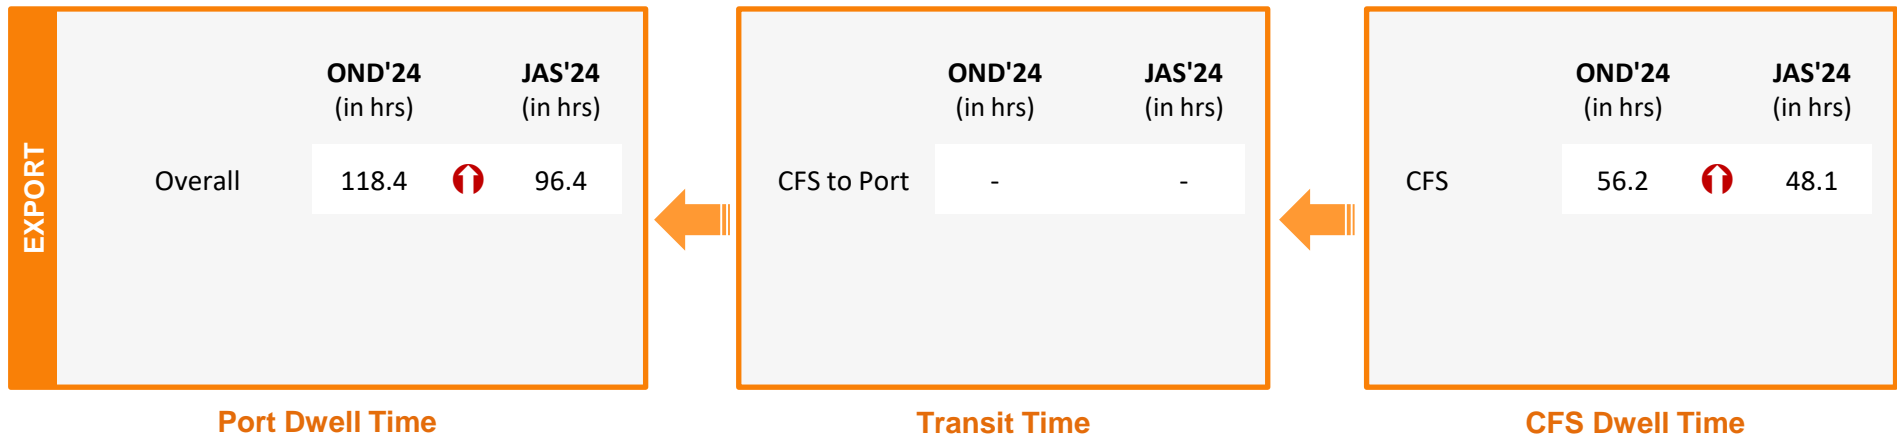 EXPORT
OND'24 JAS'24
(in hrs) (in hrs)
Overall 118.4 96.4
Port Dwell Time
OND'24 JAS'24
(in hrs) (in hrs)
CFS to Port - -
Transit Time
OND'24 JAS'24
(in hrs) (in hrs)
CFS 56.2 48.1
CFS Dwell Time